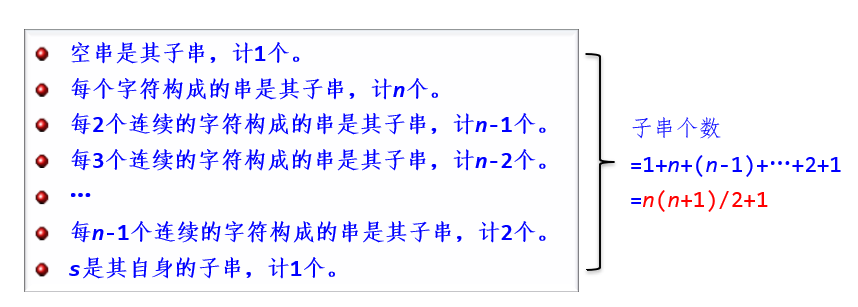 空串是其子串，计1个。
每个字符构成的串是其子串，计n个。
每2个连续的字符构成的串是其子串，计n-1个。
每3个连续的字符构成的串是其子串，计n-2个。
…
每n-1个连续的字符构成的串是其子串，计2个。
s是其自身的子串，计1个。
子串个数
=1+n+(n-1)+…+2+1
=n(n+1)/2+1